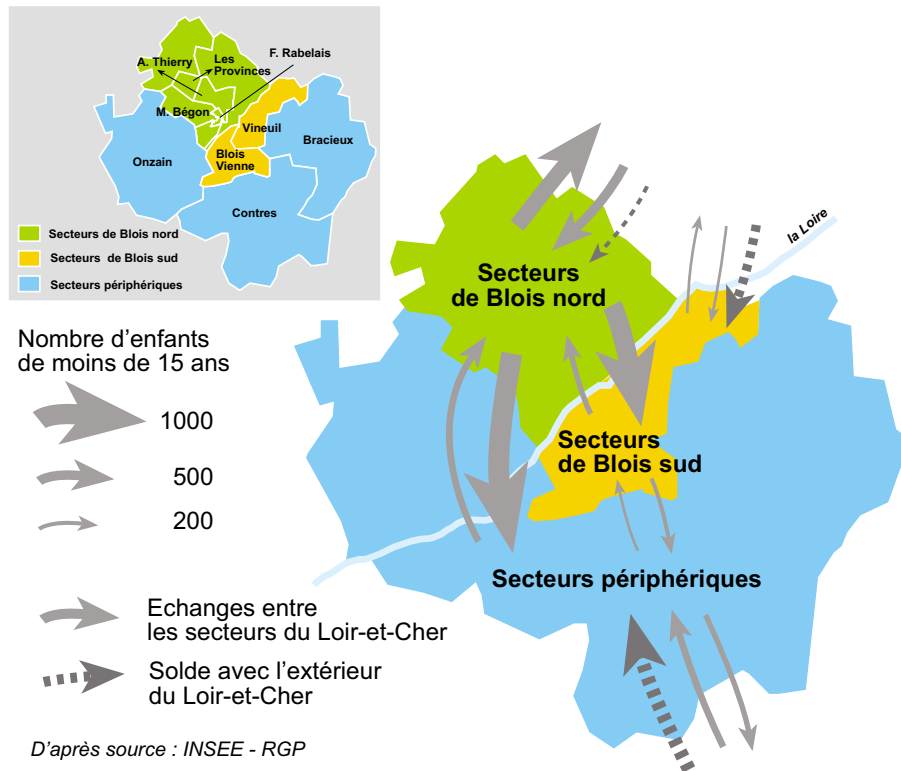 A. Thierry
Les
Provinces
F. Rabelais
M. Bégon
Vineuil
Bracieux
Onzain
Blois
Vienne
Contres
Secteurs de Blois nord
Secteurs de Blois sud
Secteurs périphériques
la Loire
Secteurs
de Blois nord
Secteurs
de Blois sud
Secteurs périphériques
Nombre d'enfants
de moins de 15 ans
1000
500
200
Echanges entre
les secteurs du Loir-et-Cher
Solde avec l'extérieur
du Loir-et-Cher
D'après source : INSEE - RGP